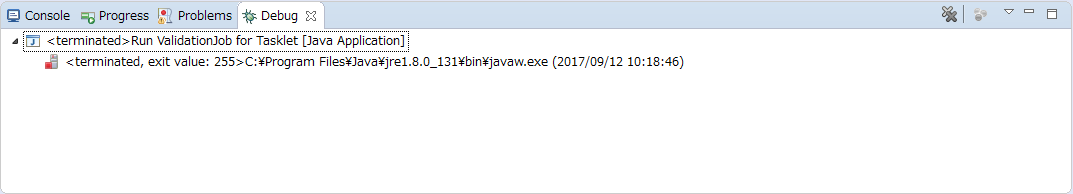 Console Progress Problems Debug
<terminated>Run ValidationJob for Tasklet [Java Application]
<terminated, exit value: 255>C:¥Program Files¥Java¥jre1.8.0_131¥bin¥javaw.exe (2017/09/12 10:18:46)